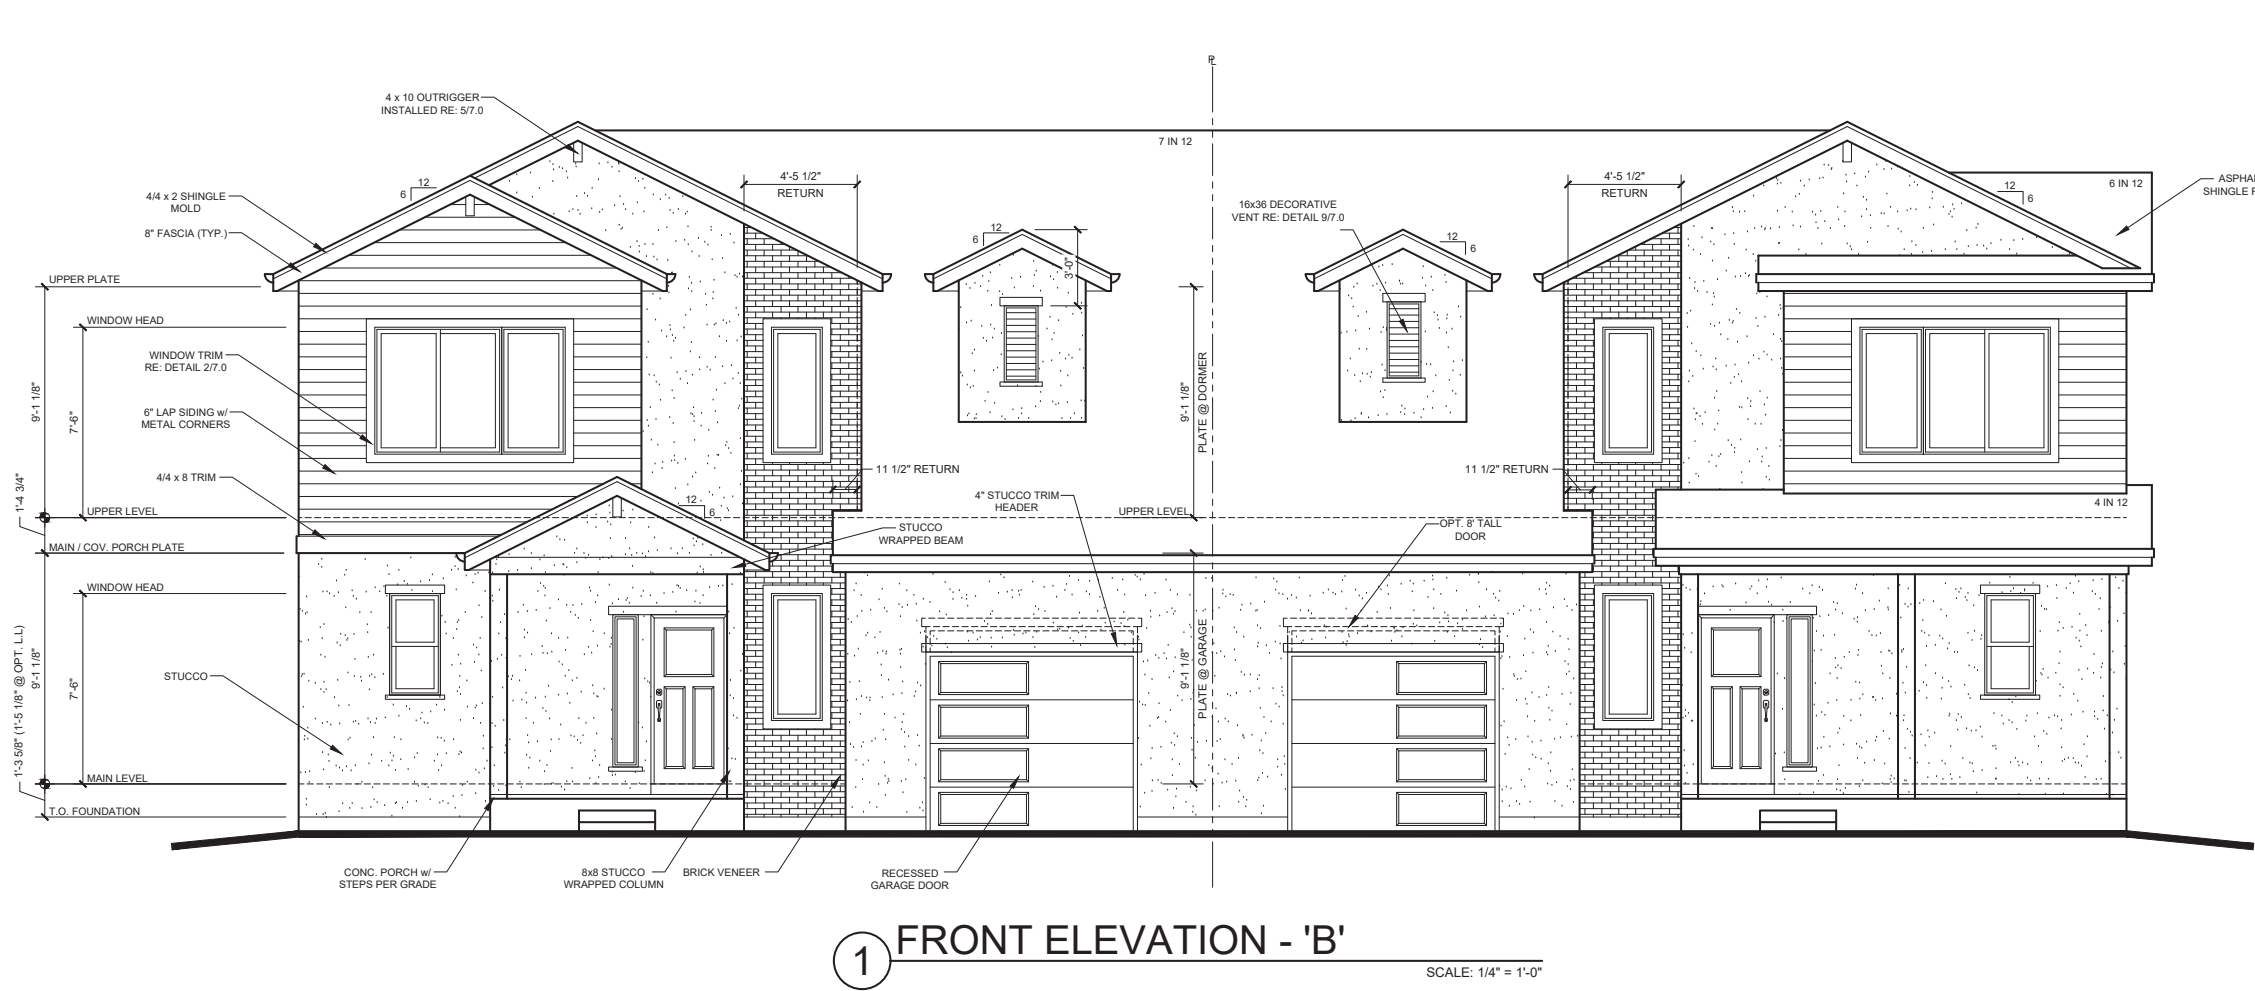 P
L
4 x 10 OUTRIGGER
INSTALLED RE: 5/7.0
7 IN 12
4'-5 1/2"
RETURN
4'-5 1/2"
RETURN
12
6
12
6
6 IN 12
4/4 x 2 SHINGLE
MOLD
8" FASCIA (TYP.)
16x36 DECORATIVE
VENT RE: DETAIL 9/7.0
12
6
3'-0"
12
6
UPPER PLATE
WINDOW HEAD
WINDOW TRIM
RE: DETAIL 2/7.0
9'-1 1/8"
7'-6"
6" LAP SIDING w/
METAL CORNERS
9'-1 1/8"
PLATE @ DORMER
4/4 x 8 TRIM
11 1/2" RETURN
11 1/2" RETURN
1'-4 3/4"
UPPER LEVEL
12
6
4" STUCCO TRIM
HEADER
UPPER LEVEL
4 IN 12
STUCCO
WRAPPED BEAM
OPT. 8' TALL
DOOR
MAIN / COV. PORCH PLATE
WINDOW HEAD
9'-1 1/8"
7'-6"
STUCCO
9'-1 1/8"
PLATE @ GARAGE
1'-3 5/8" (1'-5 1/8" @ OPT. L.L)
MAIN LEVEL
T.O. FOUNDATION
CONC. PORCH w/
STEPS PER GRADE
8x8 STUCCO
WRAPPED COLUMN
BRICK VENEER
RECESSED
GARAGE DOOR
1
FRONT ELEVATION - 'B'
SCALE: 1/4" = 1'-0"